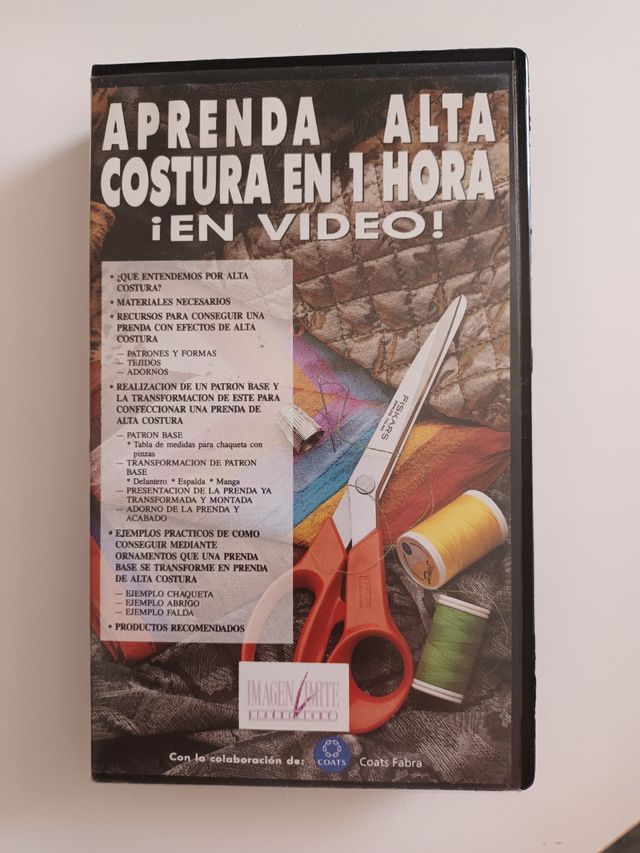 APRENDA ALTA
COSTURA EN 1 HORA
¡EN VIDEO!
• ¿QUE ENTENDEMOS POR ALTA
COSTURA?
• MATERIALES NECESARIOS
• RECURSOS PARA CONSEGUIR UNA
PRENDA CON EFECTOS DE ALTA
COSTURA
— PATRONES Y FORMAS
— TEJIDOS
— ADORNOS
• REALIZACION DE UN PATRON BASE Y
LA TRANSFORMACION DE ESTE PARA
CONFECCIONAR UNA PRENDA DE
ALTA COSTURA
— PATRON BASE
* Tabla de medidas para chaqueta con
pinzas
— TRANSFORMACION DE PATRON
BASE
* Delantero * Espalda * Manga
— PRESENTACION DE LA PRENDA YA
TRANSFORMADA Y MONTADA
— ADORNO DE LA PRENDA Y
ACABADO
• EJEMPLOS PRACTICOS DE COMO
CONSEGUIR MEDIANTE
ORNAMENTOS QUE UNA PRENDA
BASE SE TRANSFORME EN PRENDA
DE ALTA COSTURA
— EJEMPLO CHAQUETA
— EJEMPLO ABRIGO
— EJEMPLO FALDA
• PRODUCTOS RECOMENDADOS
FISKARS
IMAGEN LIMITE
producciones
Con la colaboración de: COATS Coats Fabra